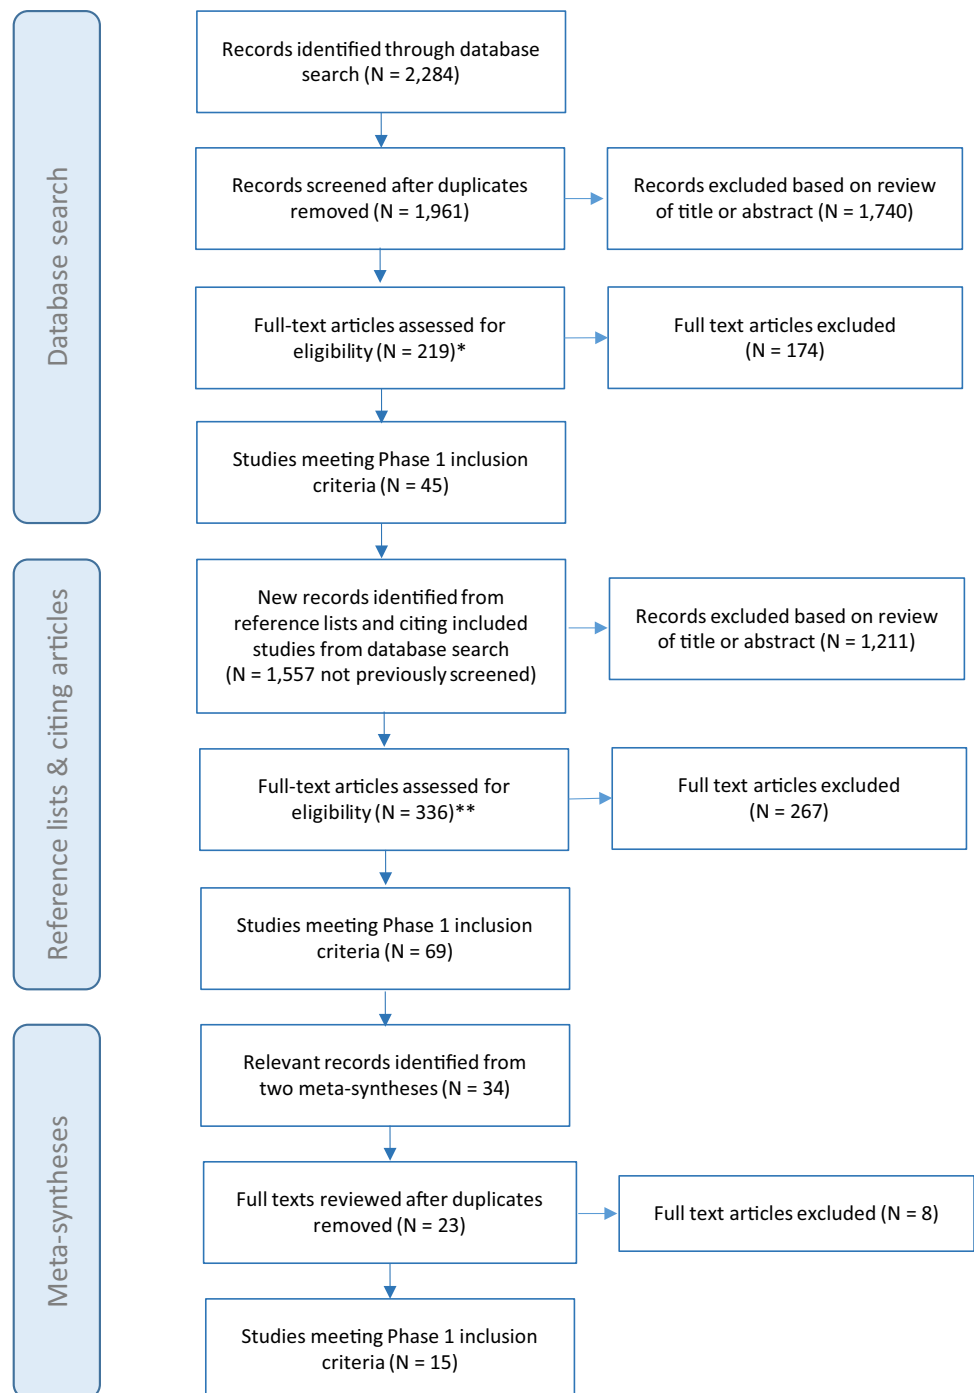 Database search
Records identified through database
search (N = 2,284)
Records screened after duplicates
removed (N = 1,961)
Records excluded based on review
of title or abstract (N = 1,740)
Full-text articles assessed for
eligibility (N = 219)*
Full text articles excluded
(N = 174)
Studies meeting Phase 1 inclusion
criteria (N = 45)
Reference lists & citing articles
New records identified from
reference lists and citing included
studies from database search
(N = 1,557 not previously screened)
Records excluded based on review
of title or abstract (N = 1,211)
Full-text articles assessed for
eligibility (N = 336)**
Full text articles excluded
(N = 267)
Studies meeting Phase 1 inclusion
criteria (N = 69)
Meta-syntheses
Relevant records identified from
two meta-syntheses (N = 34)
Full texts reviewed after duplicates
removed (N = 23)
Full text articles excluded (N = 8)
Studies meeting Phase 1 inclusion
criteria (N = 15)